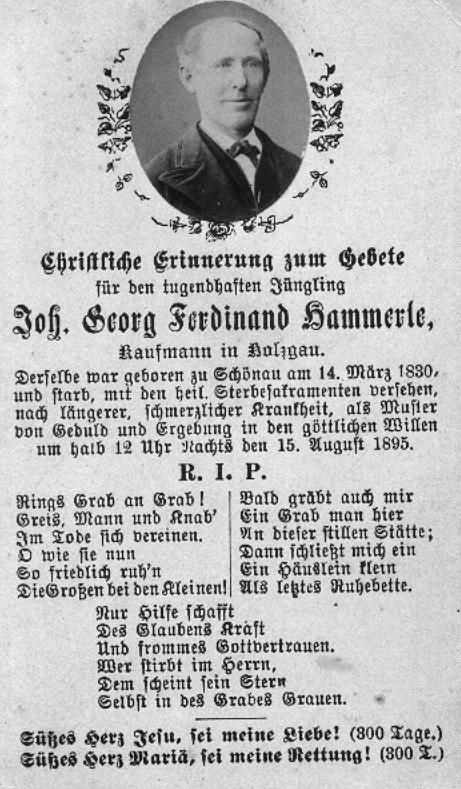 Christliche Erinnerung zum Gebete
für den tugendhaften Jüngling
Joh. Georg Ferdinand Hammerle,
Kaufmann in Holzgau.
Derselbe war geboren zu Schönau am 14. März 1830,
und starb, mit den heil. Sterbesakramenten versehen,
nach längerer, schmerzlicher Krankheit, als Muster
von Geduld und Ergebung in den göttlichen Willen
um halb 12 Uhr Nachts den 15. August 1895.
R. I. P.
Rings Grab an Grab!
Greis, Mann und Knab'
Im Tode sich vereinen.
O wie sie nun
So friedlich ruh'n
Die Großen bei den Kleinen!
Bald gräbt auch mir
Ein Grab man hier
An dieser stillen Stätte;
Dann schließt mich ein
Ein Häuslein klein
Als letztes Ruhebette.
Nur Hilfe schafft
Des Glaubens Kraft
Und frommes Gottvertrauen.
Wer stirbt im Herrn,
Dem scheint sein Stern
Selbst in des Grabes Grauen.
Süßes Herz Jesu, sei meine Liebe! (300 Tage.)
Süßes Herz Mariä, sei meine Rettung! (300 T.)